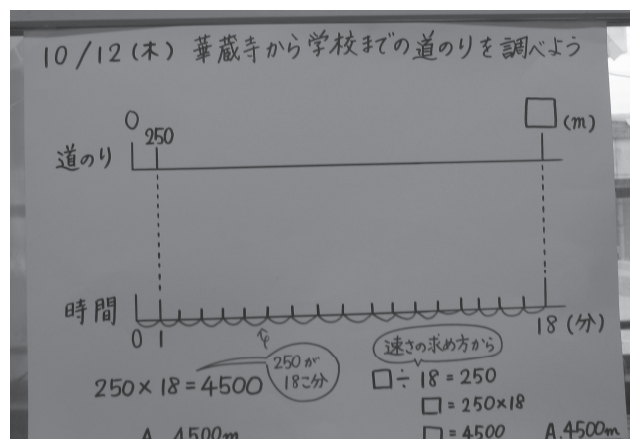 10/12(木) 華蔵寺から学校までの道のりを調べよう
0
250
□(m)
道のり
時間
0 1
18(分)
速さの求め方から
250が
18こ分
250×18=4500
□÷18=250
□=250×18
□=4500
A 4500m
A.4500m